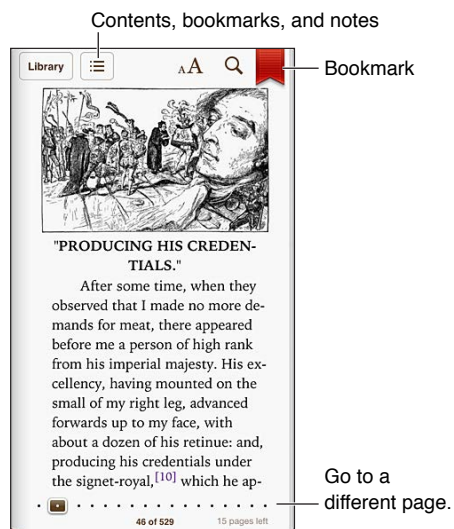 Contents, bookmarks, and notes
Library
AA
Bookmark
"PRODUCING HIS CREDEN-
TIALS."
After some time, when they
observed that I made no more de-
mands for meat, there appeared
before me a person of high rank
from his imperial majesty. His ex-
cellency, having mounted on the
small of my right leg, advanced
forwards up to my face, with
about a dozen of his retinue: and,
producing his credentials under
the signet-royal,[10] which he ap-
Go to a
different page.
46 of 529
15 pages left